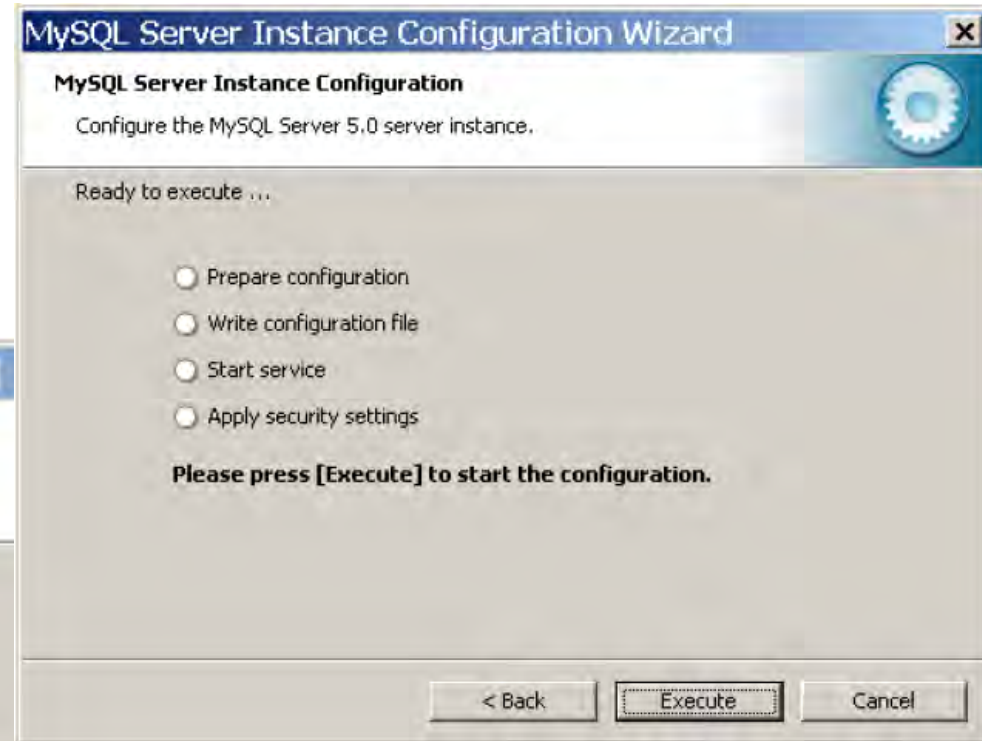 MySQL Server Instance Configuration Wizard
MySQL Server Instance Configuration
Configure the MySQL Server 5.0 server instance.
Ready to execute ...
Prepare configuration
Write configuration file
Start service
Apply security settings
Please press [Execute] to start the configuration.
< Back
Execute
Cancel